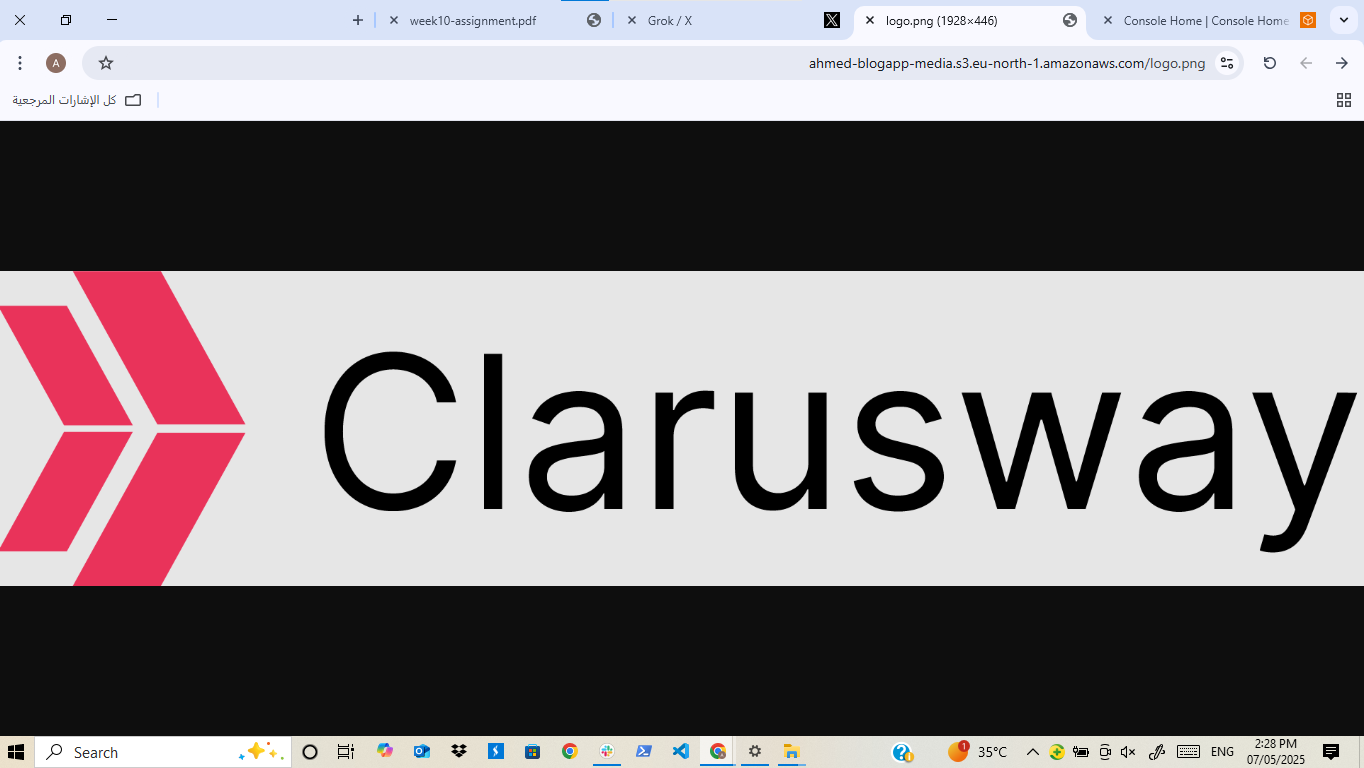 week10-assignment.pdf
Grok / X
logo.png (1928×446)
Console Home | Console Home
A
ahmed-blogapp-media.s3.eu-north-1.amazonaws.com/logo.png
كل الإشارات المرجعية
Clarusway
Search
1
35°C
ENG
2:28 PM
07/05/2025